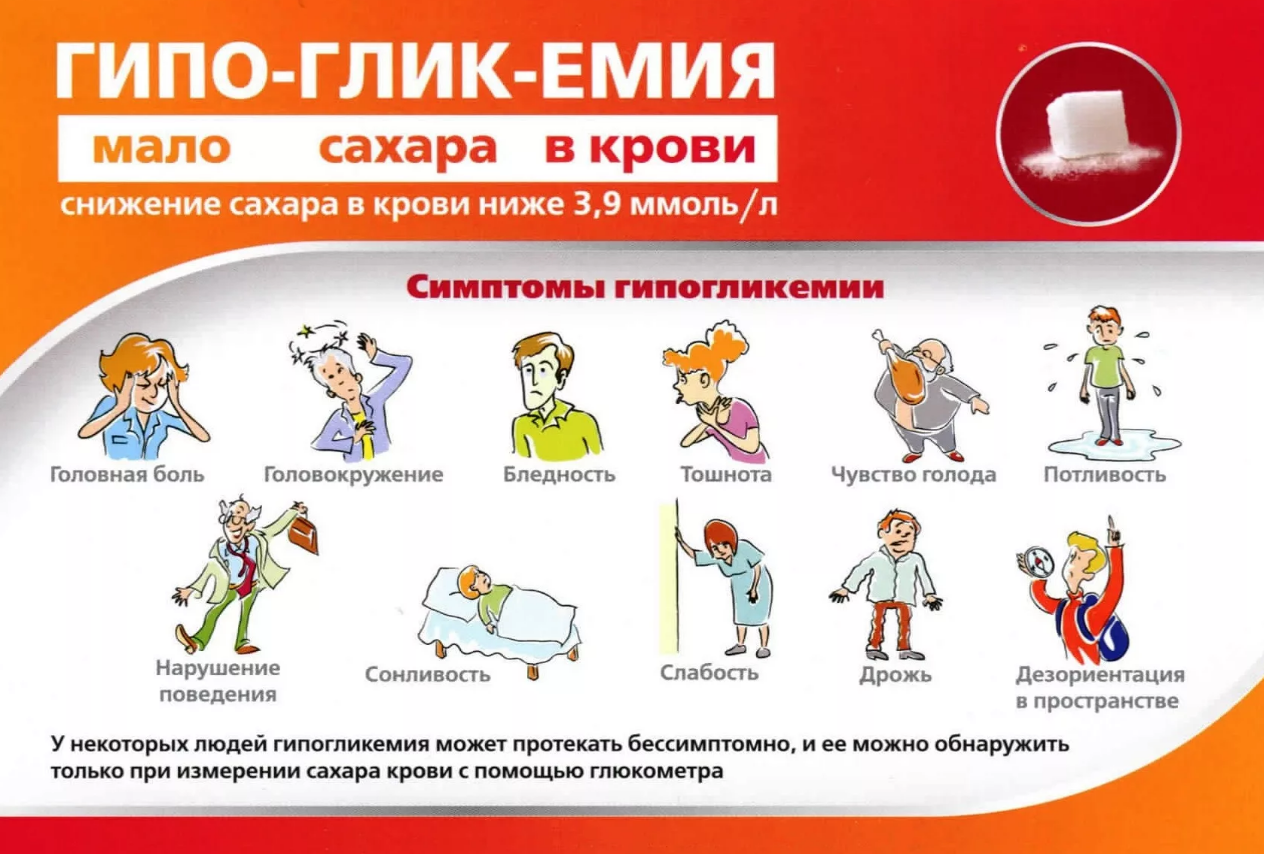 ГИПО-ГЛИК-ЕМИЯ
мало сахара в крови
снижение сахара в крови ниже 3,9 ммоль/л
Симптомы гипогликемии
Головная боль
Головокружение
Бледность
Тошнота
Чувство голода
Потливость
Нарушение
поведения
Сонливость
Слабость
Дрожь
Дезориентация
в пространстве
У некоторых людей гипогликемия может протекать бессимптомно, и ее можно обнаружить
только при измерении сахара крови с помощью глюкометра